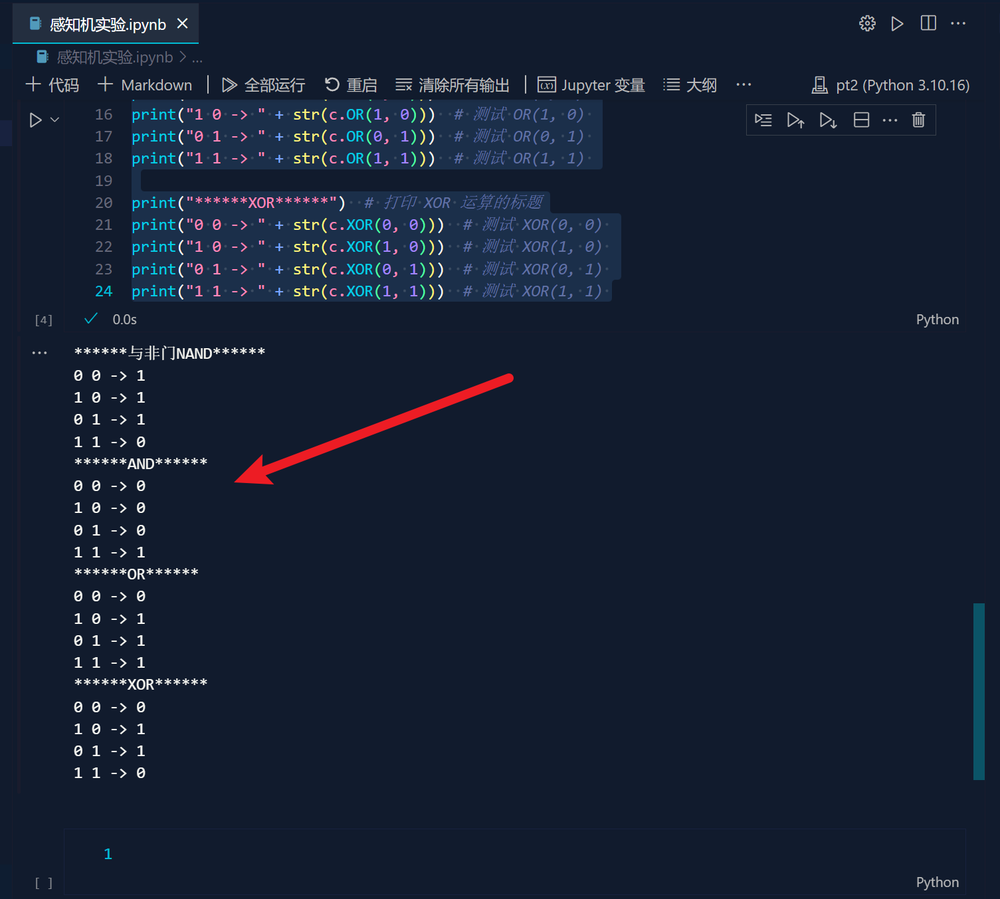 感知机实验.ipynb
感知机实验.ipynb > ...
代码 Markdown 全部运行 重启 清除所有输出 Jupyter 变量 大纲 ... pt2 (Python 3.10.16)
16 print("1 0 -> " + str(c.OR(1, 0))) # 测试 OR(1, 0)
17 print("0 1 -> " + str(c.OR(0, 1))) # 测试 OR(0, 1)
18 print("1 1 -> " + str(c.OR(1, 1))) # 测试 OR(1, 1)
19
20 print("******XOR******") # 打印 XOR 运算的标题
21 print("0 0 -> " + str(c.XOR(0, 0))) # 测试 XOR(0, 0)
22 print("1 0 -> " + str(c.XOR(1, 0))) # 测试 XOR(1, 0)
23 print("0 1 -> " + str(c.XOR(0, 1))) # 测试 XOR(0, 1)
24 print("1 1 -> " + str(c.XOR(1, 1))) # 测试 XOR(1, 1)
[4] 0.0s Python
******与非门NAND******
0 0 -> 1
1 0 -> 1
0 1 -> 1
1 1 -> 0
******AND******
0 0 -> 0
1 0 -> 0
0 1 -> 0
1 1 -> 1
******OR******
0 0 -> 0
1 0 -> 1
0 1 -> 1
1 1 -> 1
******XOR******
0 0 -> 0
1 0 -> 1
0 1 -> 1
1 1 -> 0
1
[ ] Python